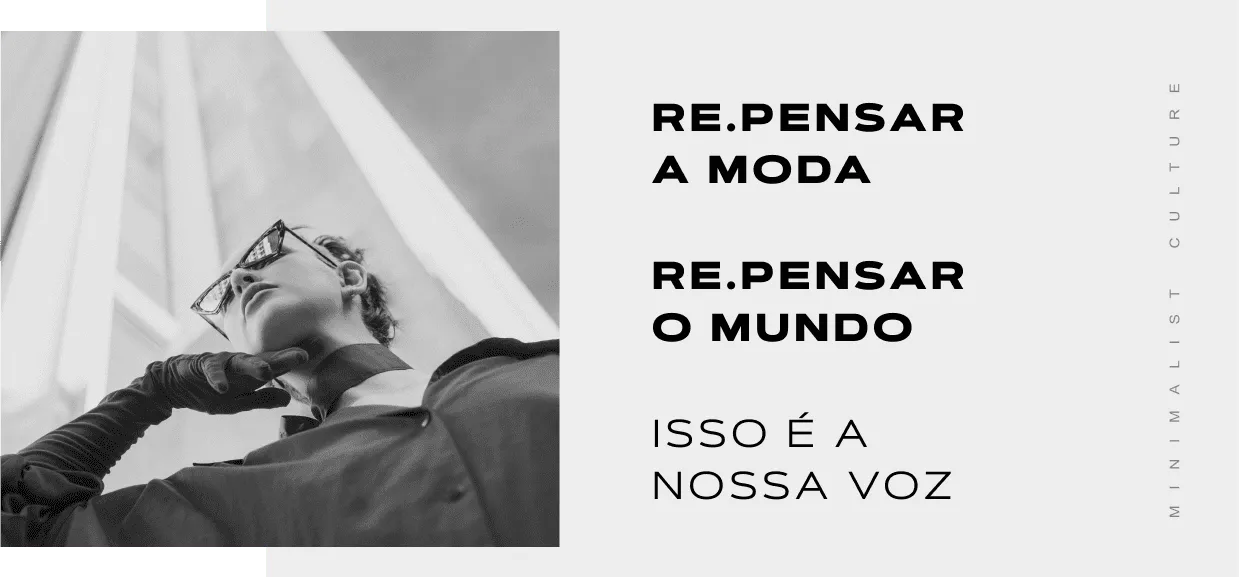 RE.PENSAR
A MODA
RE.PENSAR
O MUNDO
ISSO É A
NOSSA VOZ
MINIMALIST CULTURE